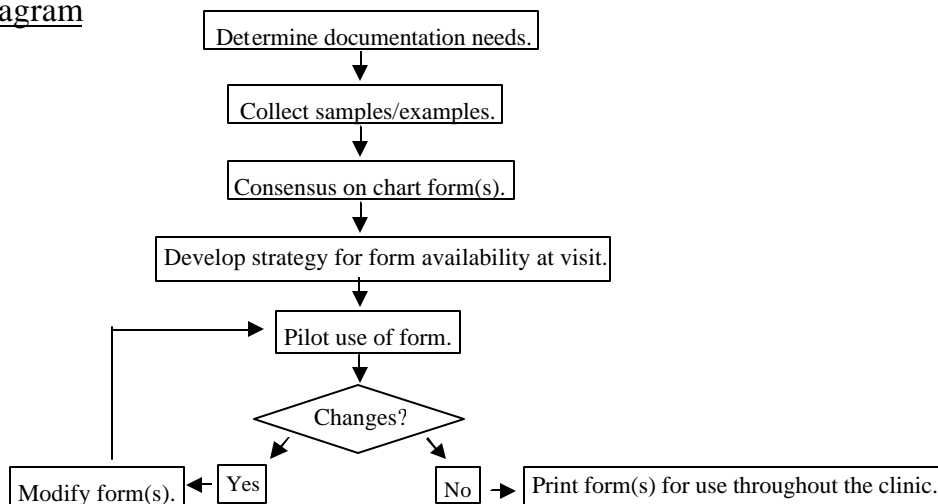 agram
Determine documentation needs.
Collect samples/examples.
Consensus on chart form(s).
Develop strategy for form availability at visit.
Pilot use of form.
Changes?
Yes
No
Modify form(s).
Print form(s) for use throughout the clinic.